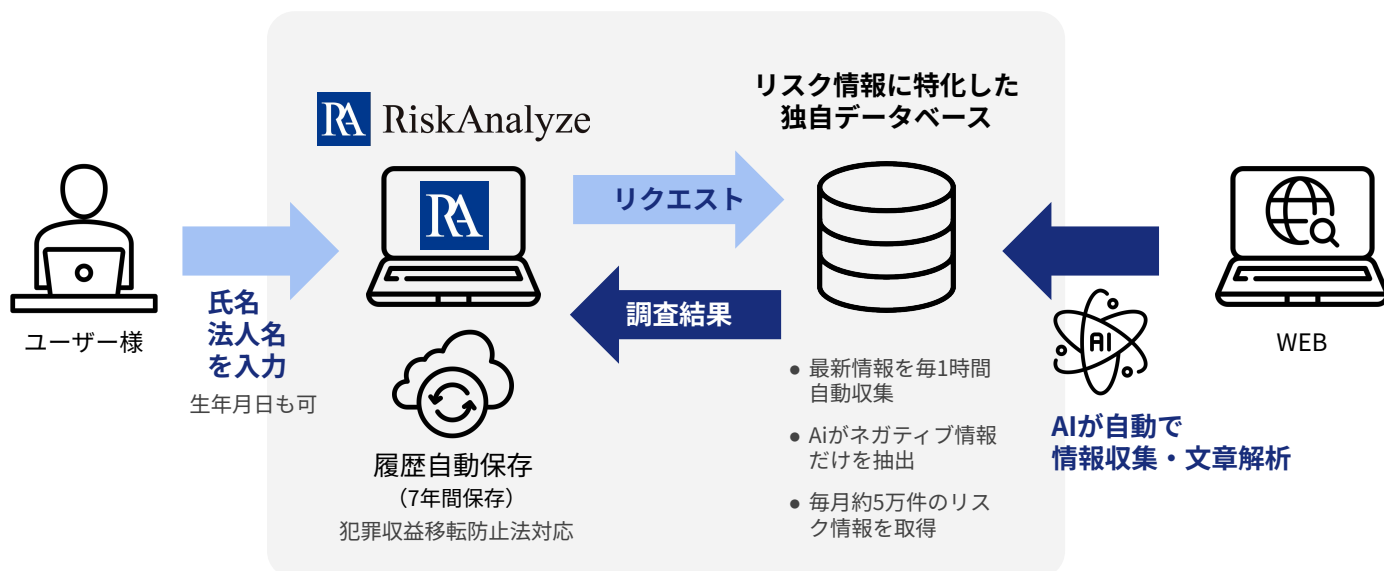 RA RiskAnalyze
リスク情報に特化した
独自データベース
RA
リクエスト
調査結果
氏名
法人名
を入力
生年月日も可
ユーザー様
履歴自動保存
（7年間保存）
犯罪収益移転防止法対応
● 最新情報を毎1時間
自動収集
● Aiがネガティブ情報
だけを抽出
● 毎月約5万件のリス
ク情報を取得
AI
AIが自動で
情報収集・文章解析
WEB